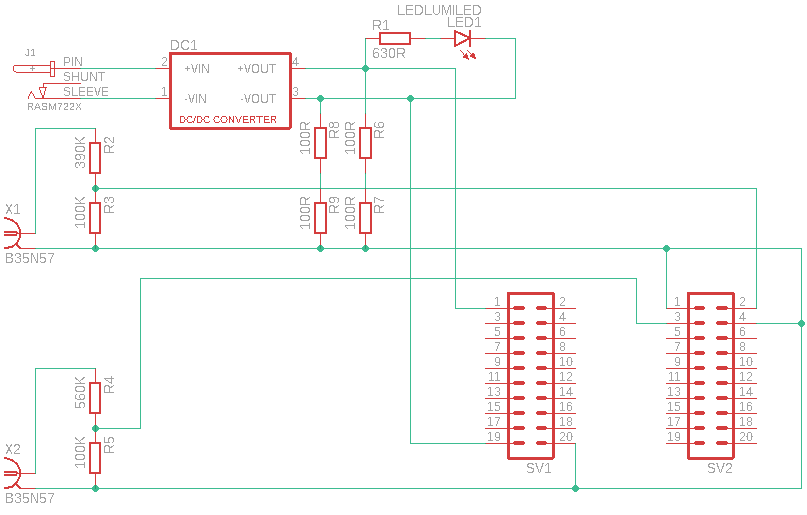 LEDLUMILED
R1 LED1
630R
J1 DC1
PIN 2 +VIN +VOUT 4
SHUNT
SLEEVE 1 -VIN -VOUT 3
RASM722X DC/DC CONVERTER
390K R2 100R R8 100R R6
100K R3 100R R9 100R R7
X1
B35N57
1 2 1 2
3 4 3 4
5 6 5 6
7 8 7 8
9 10 9 10
11 12 11 12
13 14 13 14
15 16 15 16
17 18 17 18
19 20 19 20
SV1 SV2
560K R4
100K R5
X2
B35N57